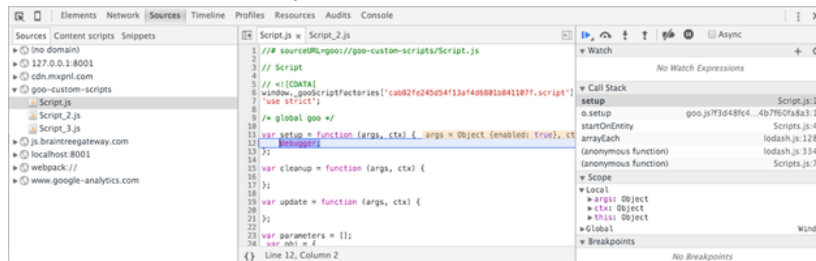 Elements Network Sources Timeline Profiles Resources Audits Console
Sources Content scripts Snippets
(no domain)
127.0.0.1:8001
cdn.mxpnl.com
goo-custom-scripts
Script.js
Script_2.js
Script_3.js
js.braintreegateway.com
localhost:8001
webpack://
www.google-analytics.com
Script.js × Script_2.js
1 //# sourceURL=goo://goo-custom-scripts/Script.js
2
3 // Script
4
5 // <![CDATA[
6 window._gooScriptFactories['cab82fe245d54f13af4d6801b841107f.script']
7 'use strict';
8
9 /* global goo */
10
11 var setup = function (args, ctx) { args = Object {enabled: true}, ct
12 debugger;
13 };
14
15 var cleanup = function (args, ctx) {
16
17 };
18
19 var update = function (args, ctx) {
20
21 };
22
23 var parameters = [];
24 var obj = {
{} Line 12, Column 2
Async
Watch
No Watch Expressions
Call Stack
setup Script.js:1
o.setup goo.js?f3d48fc4...4b7f60fa8a3:1
startOnEntity Scripts.js:4
arrayEach lodash.js:128
(anonymous function) lodash.js:334
(anonymous function) Scripts.js:7
Scope
Local
args: Object
ctx: Object
this: Object
Global Wind
Breakpoints
No Breakpoints